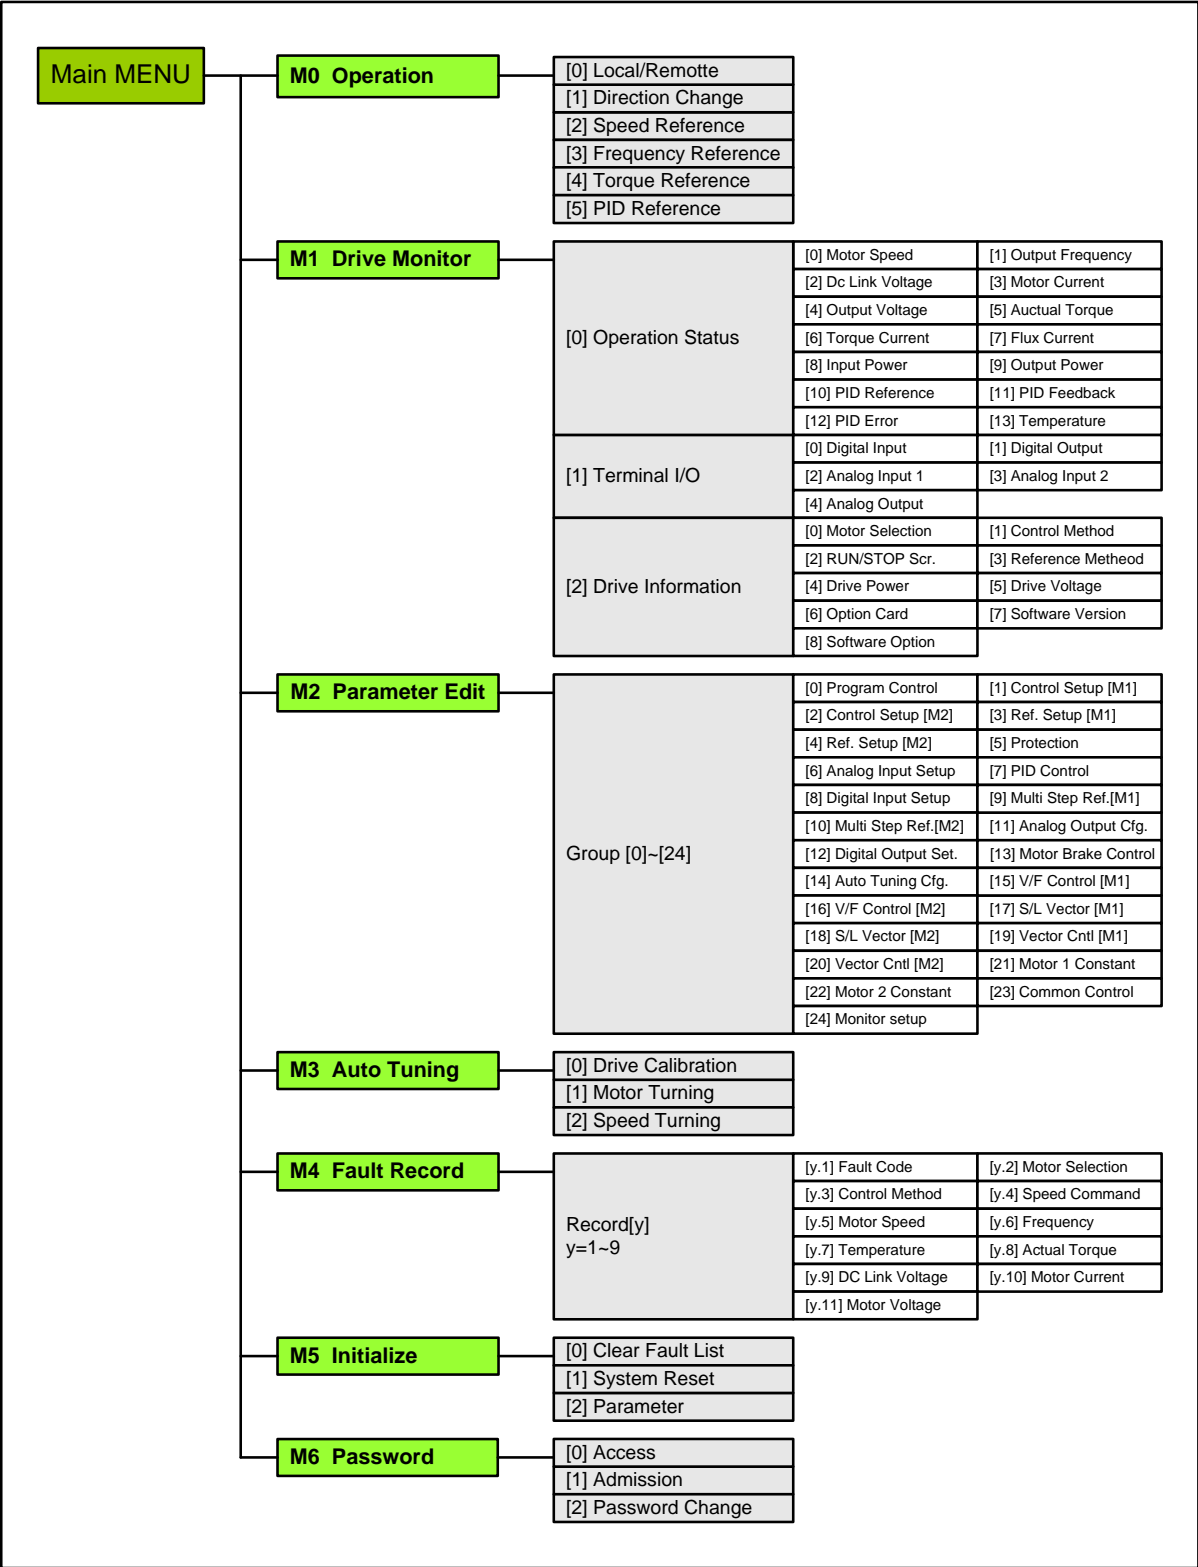 Main MENU
M0 Operation
[0] Local/Remotte
[1] Direction Change
[2] Speed Reference
[3] Frequency Reference
[4] Torque Reference
[5] PID Reference
M1 Drive Monitor
[0] Operation Status
[0] Motor Speed
[1] Output Frequency
[2] Dc Link Voltage
[3] Motor Current
[4] Output Voltage
[5] Auctual Torque
[6] Torque Current
[7] Flux Current
[8] Input Power
[9] Output Power
[10] PID Reference
[11] PID Feedback
[12] PID Error
[13] Temperature
[1] Terminal I/O
[0] Digital Input
[1] Digital Output
[2] Analog Input 1
[3] Analog Input 2
[4] Analog Output
[2] Drive Information
[0] Motor Selection
[1] Control Method
[2] RUN/STOP Scr.
[3] Reference Metheod
[4] Drive Power
[5] Drive Voltage
[6] Option Card
[7] Software Version
[8] Software Option
M2 Parameter Edit
Group [0]~[24]
[0] Program Control
[1] Control Setup [M1]
[2] Control Setup [M2]
[3] Ref. Setup [M1]
[4] Ref. Setup [M2]
[5] Protection
[6] Analog Input Setup
[7] PID Control
[8] Digital Input Setup
[9] Multi Step Ref.[M1]
[10] Multi Step Ref.[M2]
[11] Analog Output Cfg.
[12] Digital Output Set.
[13] Motor Brake Control
[14] Auto Tuning Cfg.
[15] V/F Control [M1]
[16] V/F Control [M2]
[17] S/L Vector [M1]
[18] S/L Vector [M2]
[19] Vector Cntl [M1]
[20] Vector Cntl [M2]
[21] Motor 1 Constant
[22] Motor 2 Constant
[23] Common Control
[24] Monitor setup
M3 Auto Tuning
[0] Drive Calibration
[1] Motor Turning
[2] Speed Turning
M4 Fault Record
Record[y]
y=1~9
[y.1] Fault Code
[y.2] Motor Selection
[y.3] Control Method
[y.4] Speed Command
[y.5] Motor Speed
[y.6] Frequency
[y.7] Temperature
[y.8] Actual Torque
[y.9] DC Link Voltage
[y.10] Motor Current
[y.11] Motor Voltage
M5 Initialize
[0] Clear Fault List
[1] System Reset
[2] Parameter
M6 Password
[0] Access
[1] Admission
[2] Password Change